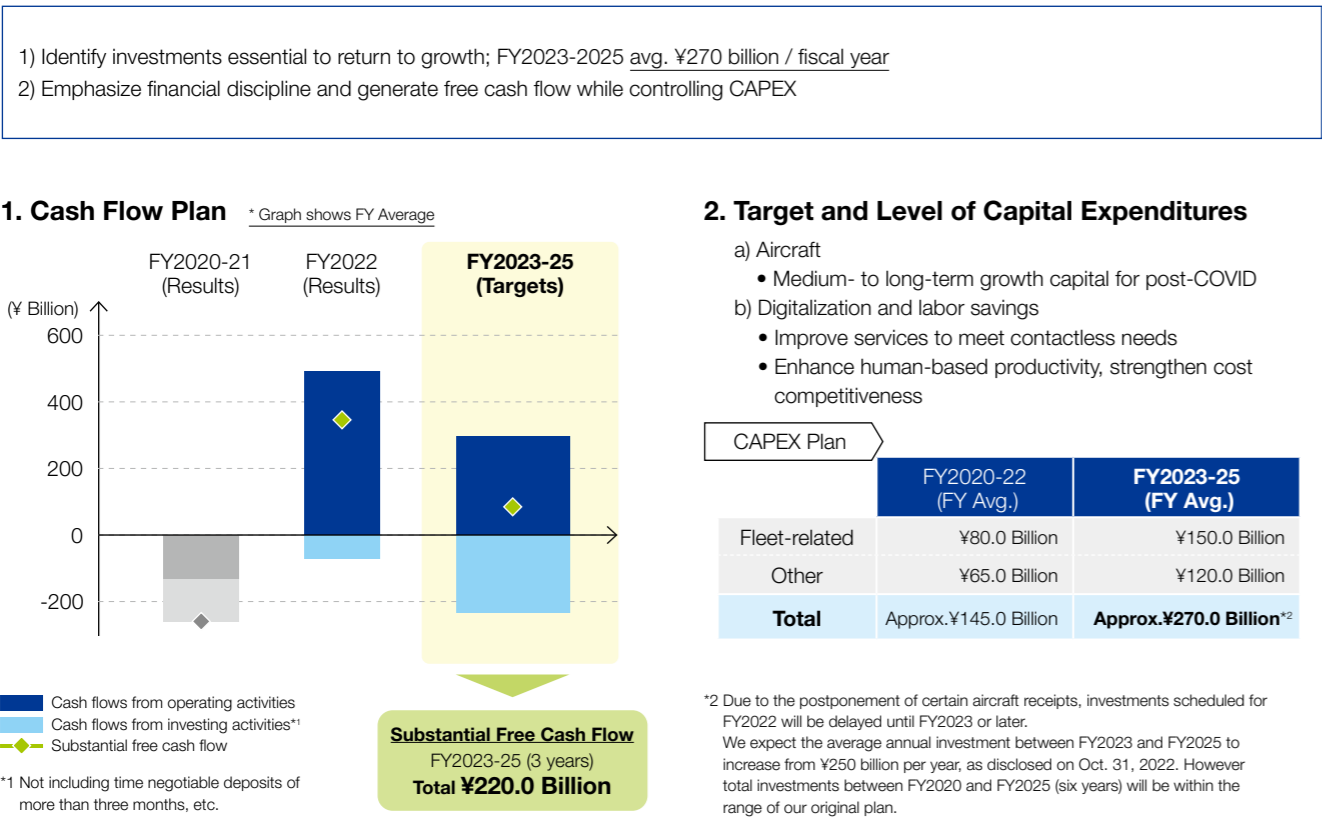 1) Identify investments essential to return to growth; FY2023-2025 avg. ¥270 billion / fiscal year
2) Emphasize financial discipline and generate free cash flow while controlling CAPEX
1. Cash Flow Plan * Graph shows FY Average
FY2020-21
(Results)
FY2022
(Results)
FY2023-25
(Targets)
(¥ Billion)
600
400
200
0
-200
Cash flows from operating activities
Cash flows from investing activities*1
Substantial free cash flow
*1 Not including time negotiable deposits of
more than three months, etc.
Substantial Free Cash Flow
FY2023-25 (3 years)
Total ¥220.0 Billion
2. Target and Level of Capital Expenditures
a) Aircraft
• Medium- to long-term growth capital for post-COVID
b) Digitalization and labor savings
• Improve services to meet contactless needs
• Enhance human-based productivity, strengthen cost
competitiveness
CAPEX Plan
FY2020-22
(FY Avg.)
FY2023-25
(FY Avg.)
Fleet-related ¥80.0 Billion ¥150.0 Billion
Other ¥65.0 Billion ¥120.0 Billion
Total Approx.¥145.0 Billion Approx.¥270.0 Billion*2
*2 Due to the postponement of certain aircraft receipts, investments scheduled for
FY2022 will be delayed until FY2023 or later.
We expect the average annual investment between FY2023 and FY2025 to
increase from ¥250 billion per year, as disclosed on Oct. 31, 2022. However
total investments between FY2020 and FY2025 (six years) will be within the
range of our original plan.